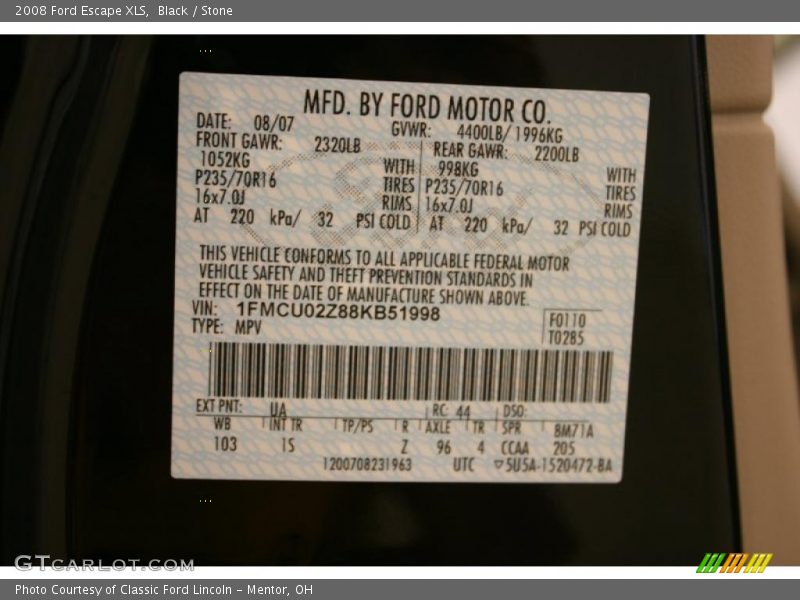 2008 Ford Escape XLS, Black / Stone
MFD. BY FORD MOTOR CO.
DATE: 08/07 GVWR: 4400LB/ 1996KG
FRONT GAWR: 2320LB REAR GAWR: 2200LB
1052KG WITH 998KG WITH
P235/70R16 TIRES P235/70R16 TIRES
16x7.0J RIMS 16x7.0J RIMS
AT 220 kPa/ 32 PSI COLD AT 220 kPa/ 32 PSI COLD
THIS VEHICLE CONFORMS TO ALL APPLICABLE FEDERAL MOTOR
VEHICLE SAFETY AND THEFT PREVENTION STANDARDS IN
EFFECT ON THE DATE OF MANUFACTURE SHOWN ABOVE.
VIN: 1FMCU02Z88KB51998 F0110
TYPE: MPV T0285
EXT PNT: UA RC: 44 DSO:
WB INT TR TP/PS R AXLE TR SPR 8M71A
103 1S Z 96 4 CCAA 205
1200708231963 UTC ▽5U5A-1520472-BA
GTCARLOT.COM
Photo Courtesy of Classic Ford Lincoln - Mentor, OH